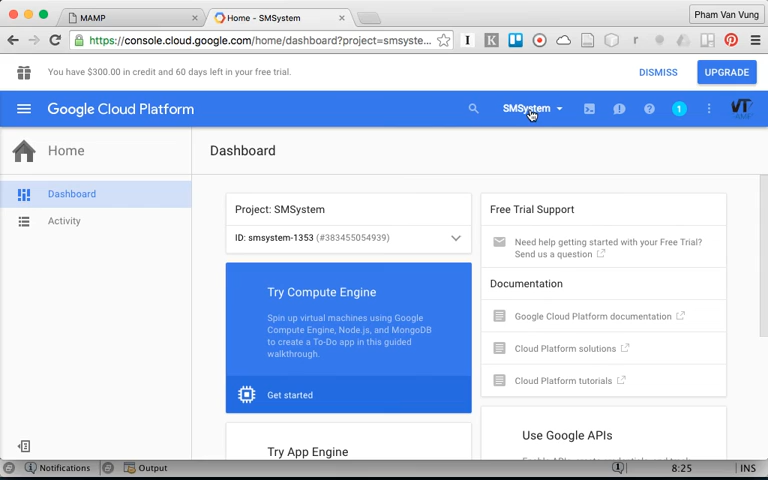 MAMP
Home - SMSystem
Pham Van Vung
https://console.cloud.google.com/home/dashboard?project=smsyste...
You have $300.00 in credit and 60 days left in your free trial.
DISMISS
UPGRADE
Google Cloud Platform
SMSystem
1
VT
AMP
Home
Dashboard
Dashboard
Activity
Project: SMSystem
ID: smsystem-1353 (#383455054939)
Try Compute Engine
Spin up virtual machines using Google
Compute Engine, Node.js, and MongoDB
to create a To-Do app in this guided
walkthrough.
Get started
Try App Engine
Free Trial Support
Need help getting started with your Free Trial?
Send us a question
Documentation
Google Cloud Platform documentation
Cloud Platform solutions
Cloud Platform tutorials
Use Google APIs
Notifications
Output
8:25
INS